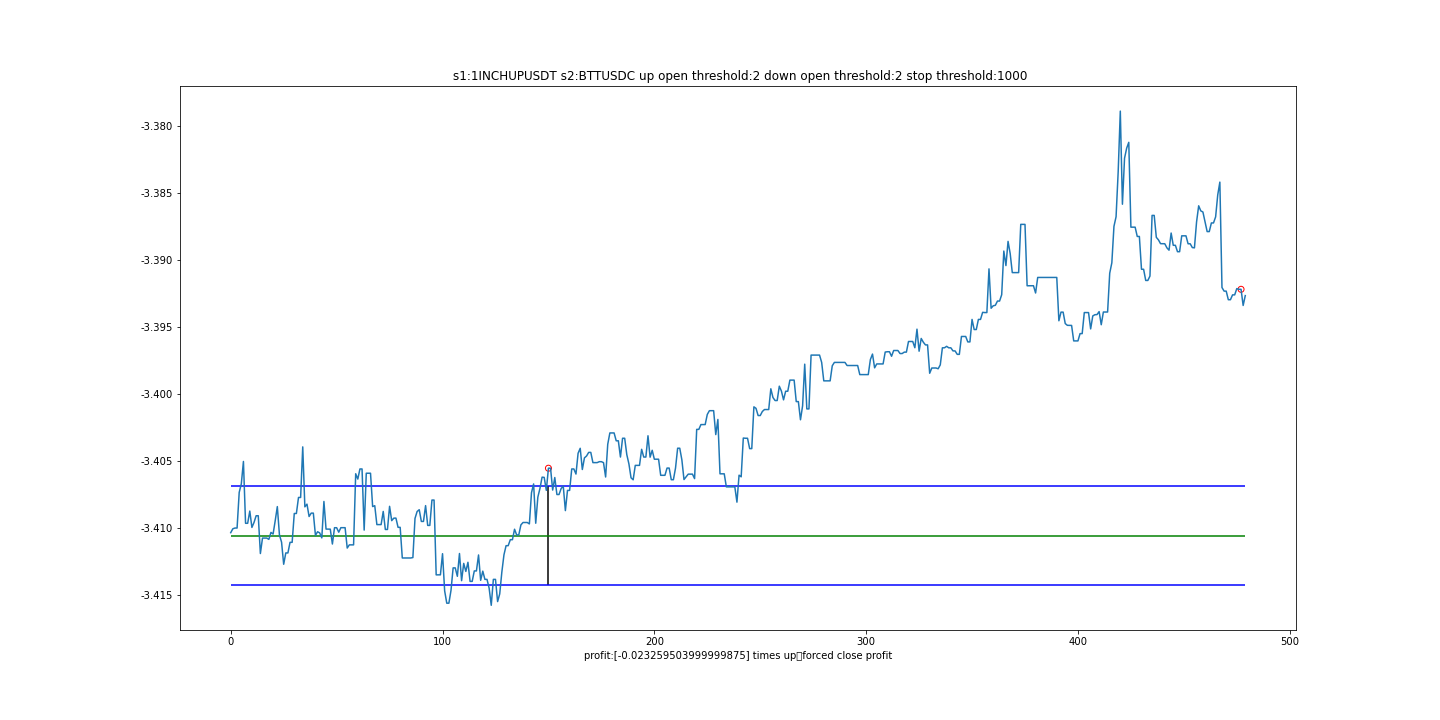 s1:1INCHUPUSDT s2:BTTUSDC up open threshold:2 down open threshold:2 stop threshold:1000
-3.380
-3.385
-3.390
-3.395
-3.400
-3.405
-3.410
-3.415
0 100 200 300 400 500
profit:[-0.023259503999999875] times up▯forced close profit